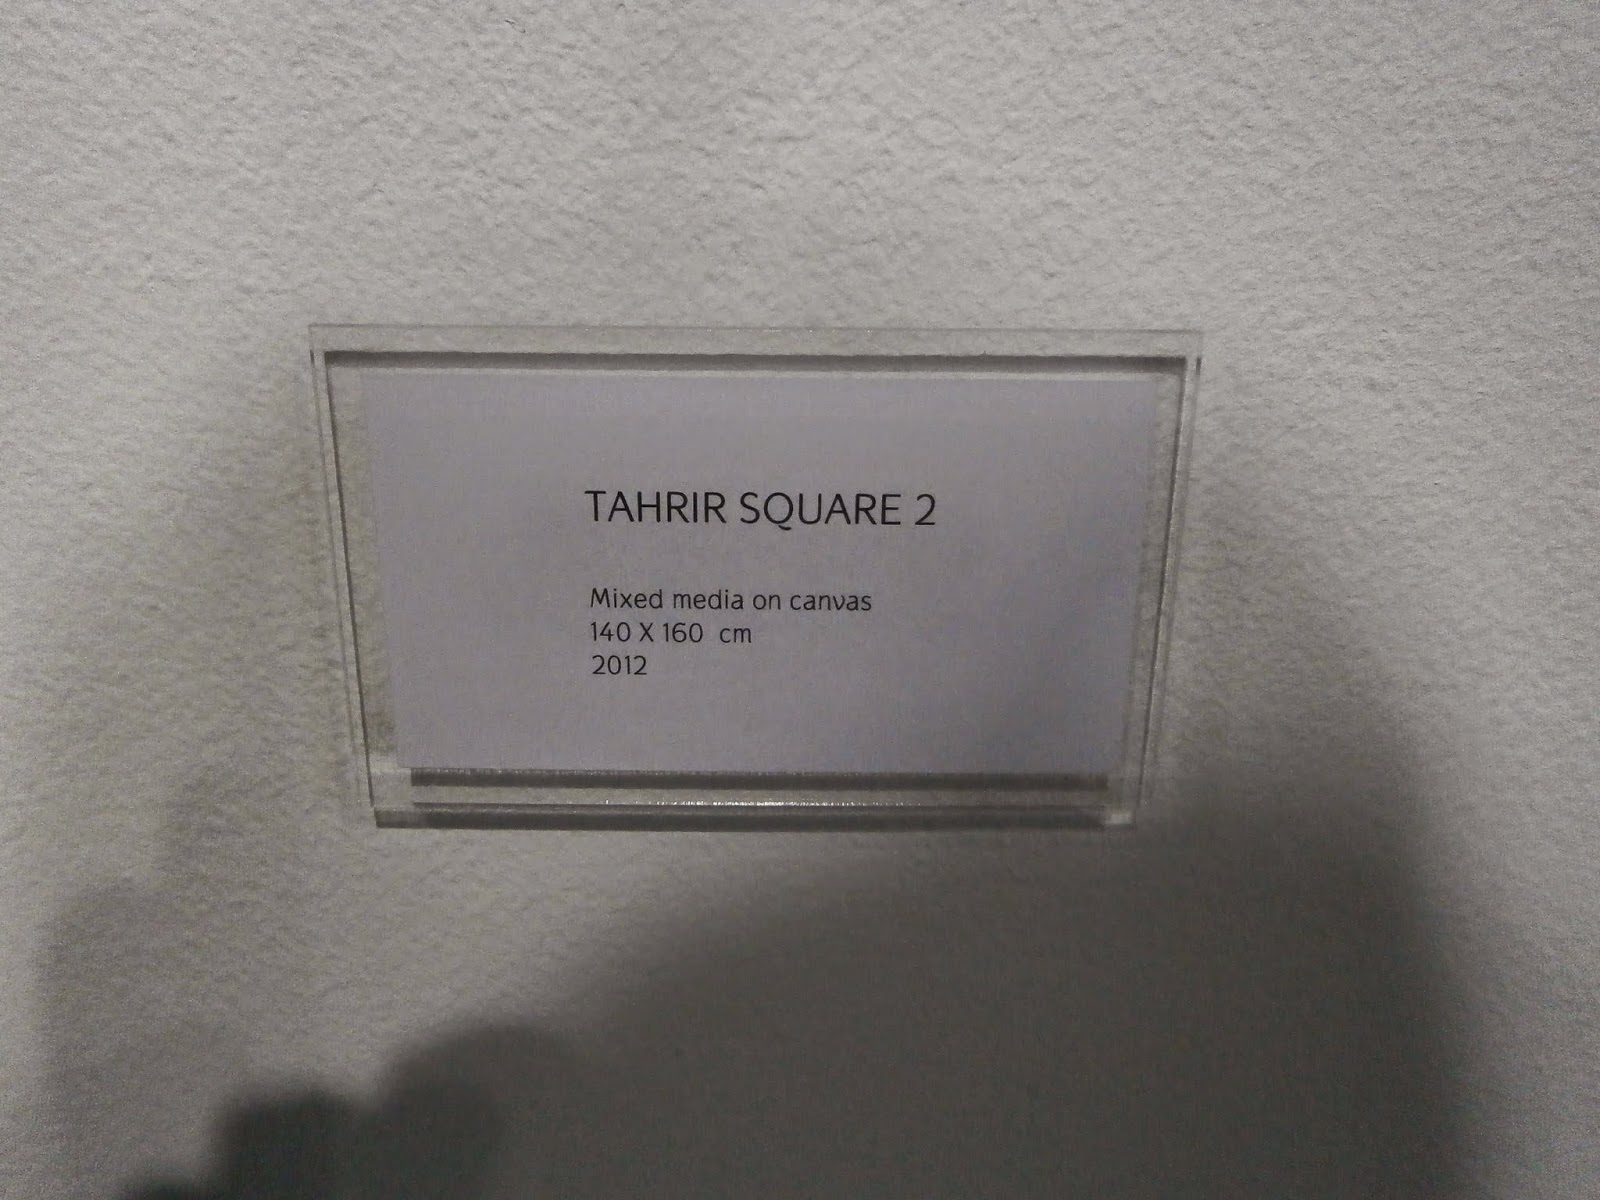 TAHRIR SQUARE 2
Mixed media on canvas
140 X 160 cm
2012